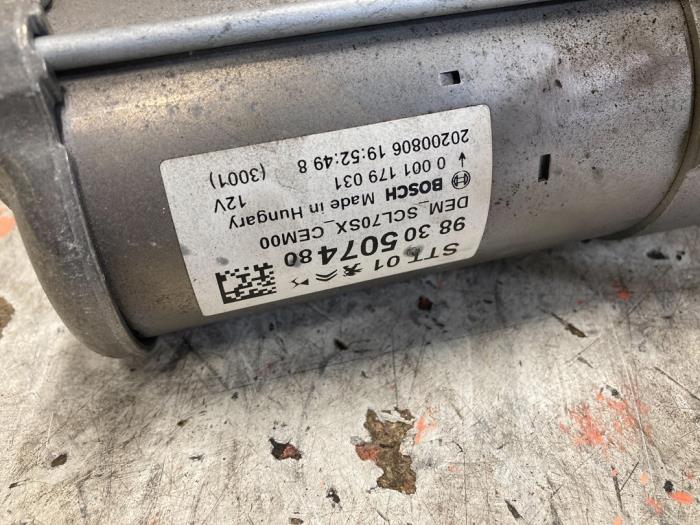 STT 01
98 30 5074 80
DEM_SCL70SX_CEM00
BOSCH Made in Hungary
0 001 179 031 12V
20200806 19:52:49 8 (3001)